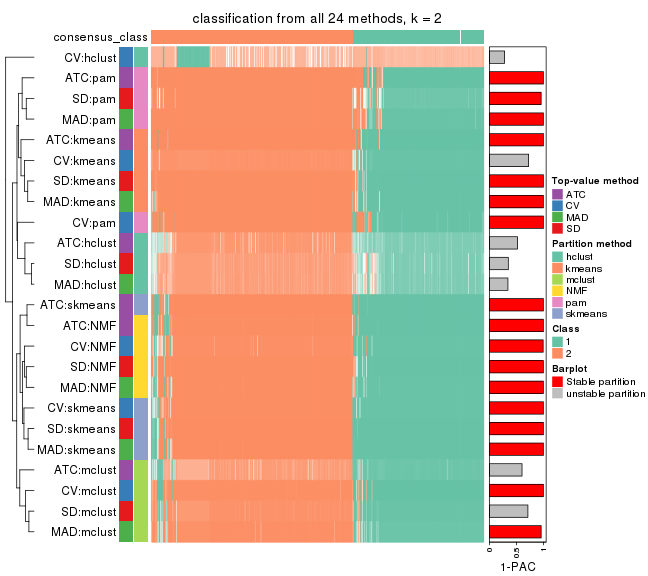 classification from all 24 methods, k = 2
consensus_class
CV:hclust
ATC:pam
SD:pam
MAD:pam
ATC:kmeans
CV:kmeans
SD:kmeans
MAD:kmeans
CV:pam
ATC:hclust
SD:hclust
MAD:hclust
ATC:skmeans
ATC:NMF
CV:NMF
SD:NMF
MAD:NMF
CV:skmeans
SD:skmeans
MAD:skmeans
ATC:mclust
CV:mclust
SD:mclust
MAD:mclust
0
0.5
1
1-PAC
Top-value method
ATC
CV
MAD
SD
Partition method
hclust
kmeans
mclust
NMF
pam
skmeans
Class
1
2
Barplot
Stable partition
unstable partition